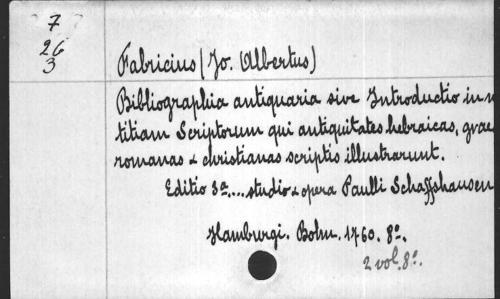 7
26
3
Fabricius (Jo. Albertus)
Bibliographia antiquaria sive Introductio in n
titiam Scriptorum qui antiquitates hebraicas, grae
romanas & christianas scriptis illustrarunt.
Editio 3a.... studio & opera Paulli Schaffshausen
Hamburgi. Bohn. 1760. 8o.
2 vol. 8o